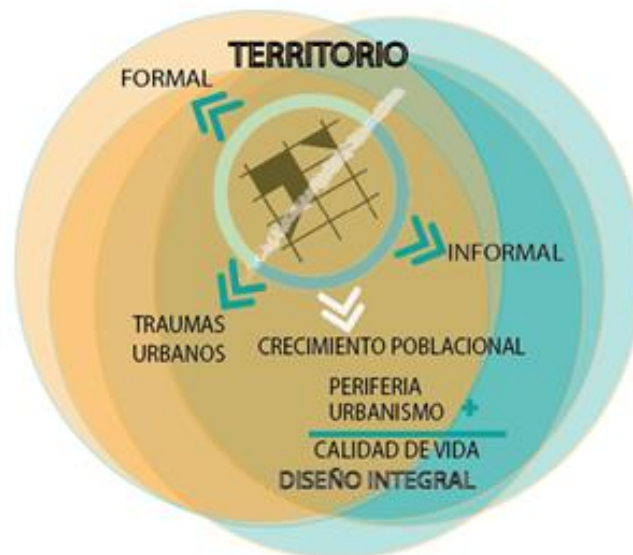 TERRITORIO
FORMAL
INFORMAL
TRAUMAS
URBANOS
CRECIMIENTO POBLACIONAL
PERIFERIA
URBANISMO +
CALIDAD DE VIDA
DISEÑO INTEGRAL